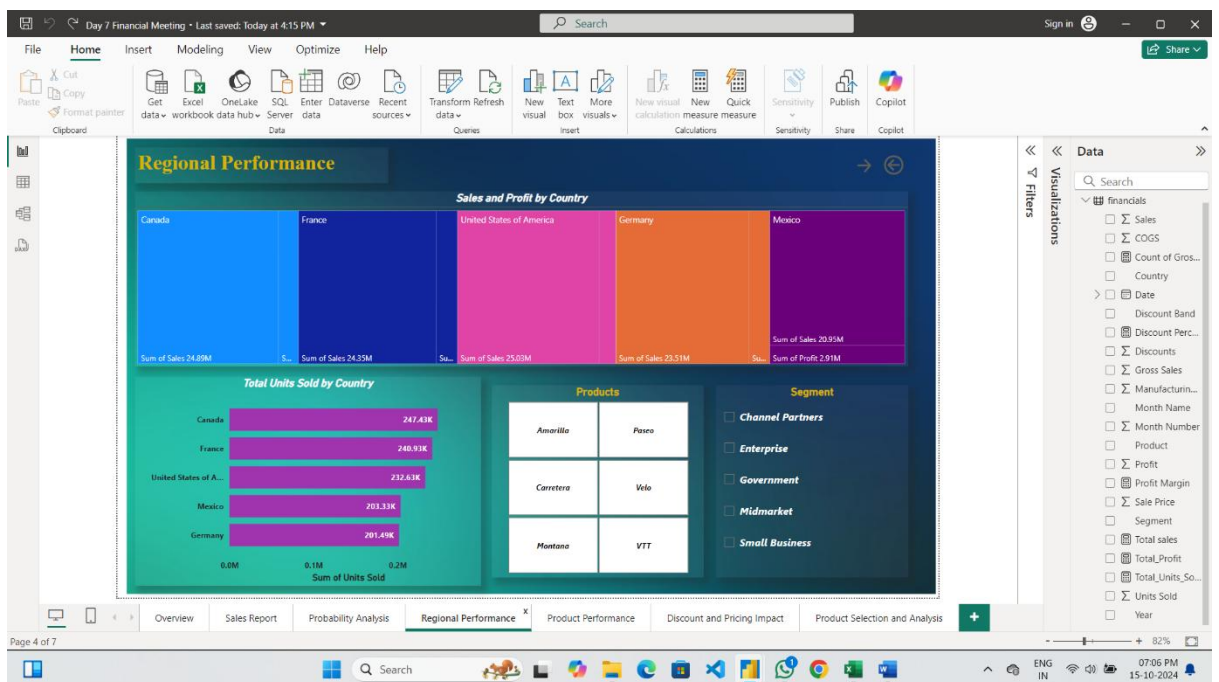 Day 7 Financial Meeting • Last saved: Today at 4:15 PM
Search
Sign in
File Home Insert Modeling View Optimize Help
Share
Paste
Cut
Copy
Format painter
Clipboard
Get data
Excel workbook
OneLake data hub
SQL Server
Enter data
Dataverse
Recent sources
Data
Transform data
Refresh
Queries
New visual
Text box
More visuals
Insert
New visual calculation
New measure
Quick measure
Calculations
Sensitivity
Sensitivity
Publish
Share
Copilot
Copilot
Regional Performance
Sales and Profit by Country
Canada
Sum of Sales 24.89M
S...
France
Sum of Sales 24.35M
Su...
United States of America
Sum of Sales 25.03M
Germany
Sum of Sales 23.51M
Su...
Mexico
Sum of Sales 20.95M
Sum of Profit 2.91M
Total Units Sold by Country
Canada 247.43K
France 240.93K
United States of A... 232.63K
Mexico 203.33K
Germany 201.49K
0.0M 0.1M 0.2M
Sum of Units Sold
Products
Amarilla Paseo
Carretera Velo
Montana VTT
Segment
Channel Partners
Enterprise
Government
Midmarket
Small Business
Filters
Visualizations
Data
Search
financials
Sales
COGS
Count of Gros...
Country
Date
Discount Band
Discount Perc...
Discounts
Gross Sales
Manufacturin...
Month Name
Month Number
Product
Profit
Profit Margin
Sale Price
Segment
Total sales
Total_Profit
Total_Units_So...
Units Sold
Year
Overview Sales Report Probability Analysis Regional Performance x Product Performance Discount and Pricing Impact Product Selection and Analysis +
Page 4 of 7
- + 82%
Search
ENG
IN
07:06 PM
15-10-2024